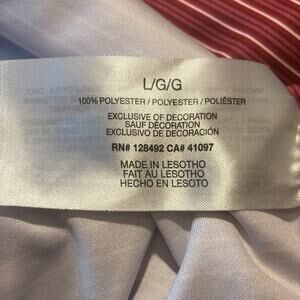 L/G/G
100% POLYESTER / POLYESTER / POLIÉSTER
EXCLUSIVE OF DECORATION
SAUF DÉCORATION
EXCLUSIVO DE DECORACIÓN
RN# 128492 CA# 41097
MADE IN LESOTHO
FAIT AU LESOTHO
HECHO EN LESOTO